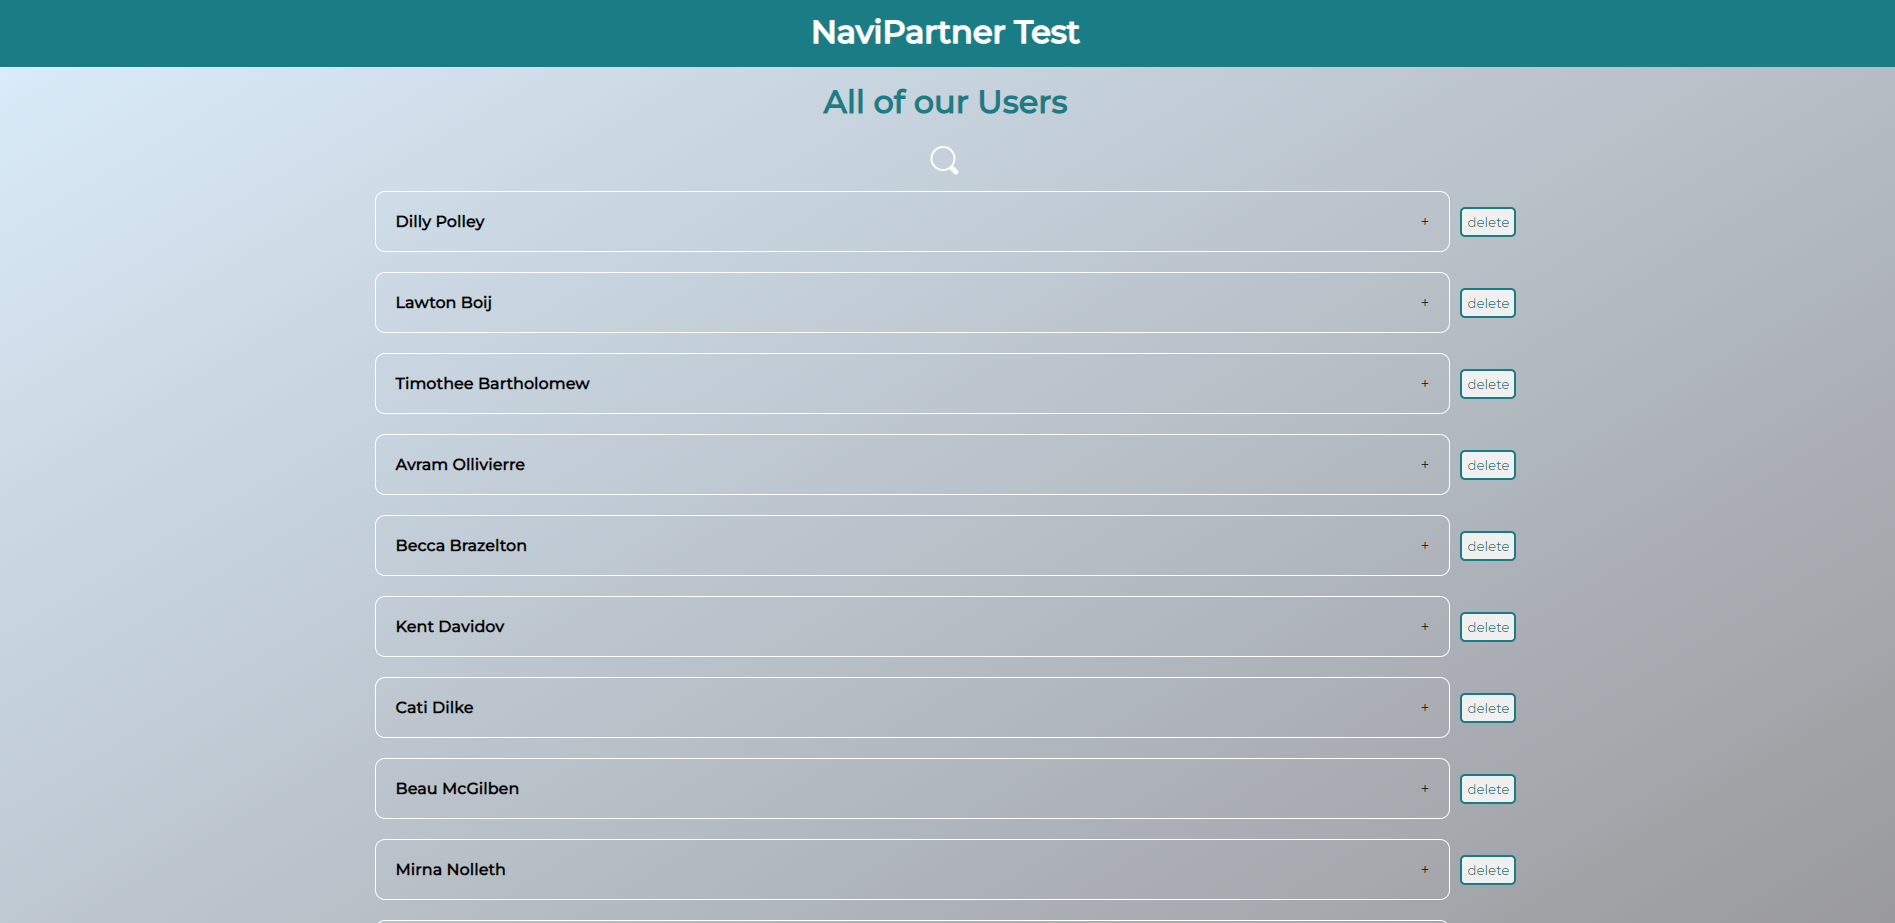 NaviPartner Test
All of our Users
Dilly Polley + delete
Lawton Boij + delete
Timothee Bartholomew + delete
Avram Ollivierre + delete
Becca Brazelton + delete
Kent Davidov + delete
Cati Dilke + delete
Beau McGilben + delete
Mirna Nolleth + delete